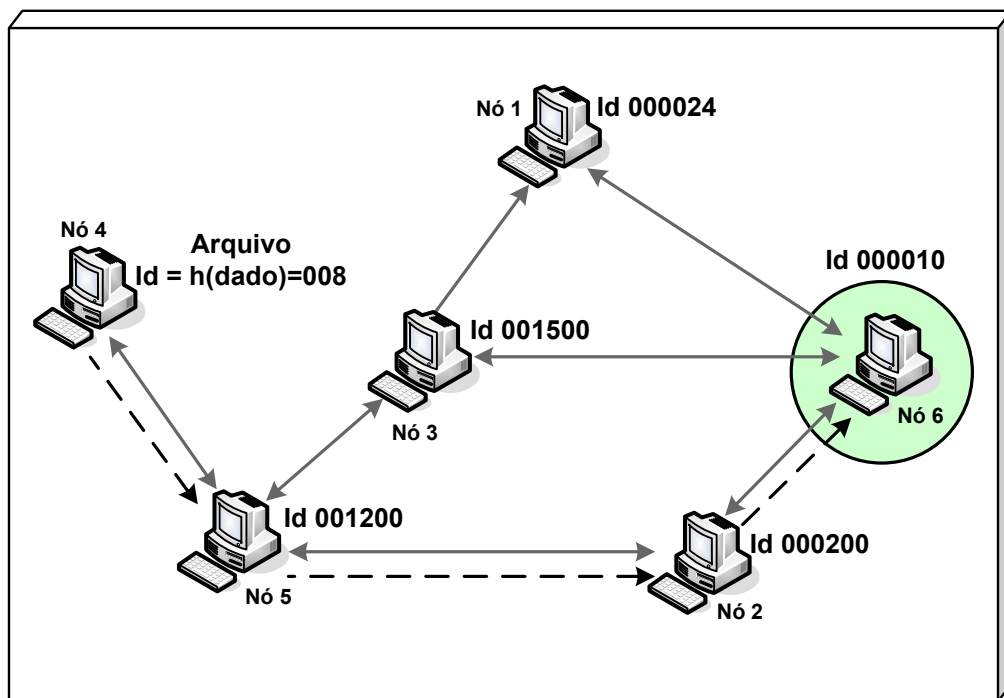 Nó 1
Id 000024
Nó 4
Arquivo
Id = h(dado)=008
Id 000010
Id 001500
Nó 3
Nó 6
Id 001200
Nó 5
Id 000200
Nó 2